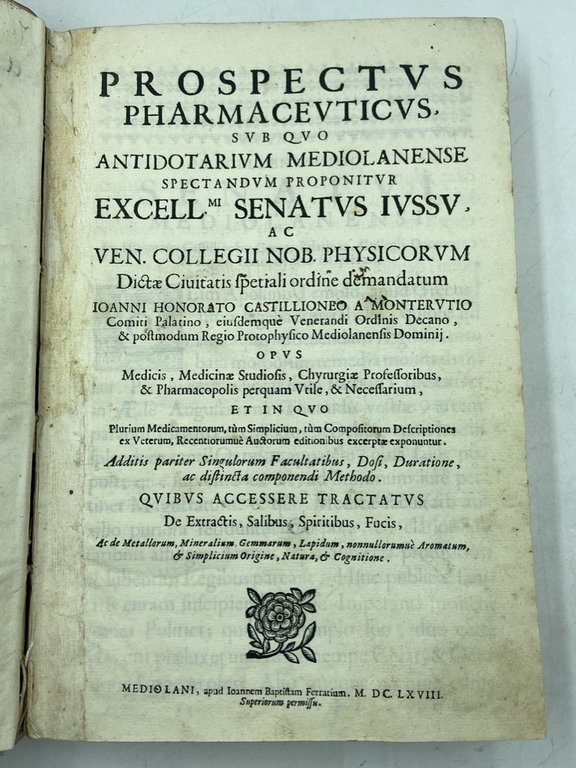 PROSPECTVS
PHARMACEVTICVS,
SVB QVO
ANTIDOTARIVM MEDIOLANENSE
SPECTANDVM PROPONITVR
EXCELL.MI SENATVS IVSSV,
AC
VEN. COLLEGII NOB. PHYSICORVM
Dictæ Ciuitatis ſpetiali ordine demandatum
IOANNI HONORATO CASTILLIONEO A MONTERVTIO
Comiti Palatino, eiuſdemquè Venerandi Ordinis Decano,
& poſtmodum Regio Protophyſico Mediolanenſis Dominij.
OPVS
Medicis, Medicinæ Studioſis, Chyrurgiæ Profeſſoribus,
& Pharmacopolis perquam Vtile, & Neceſſarium,
ET IN QVO
Plurium Medicamentorum, tùm Simplicium, tùm Compoſitorum Deſcriptiones
ex Veterum, Recentiorumuè Auctorum editionibus excerptæ exponuntur.
Additis pariter Singulorum Facultatibus, Doſi, Duratione,
ac diſtincta componendi Methodo.
QVIBVS ACCESSERE TRACTATVS
De Extractis, Salibus, Spiritibus, Fucis,
Ac de Metallorum, Mineralium, Gemmarum, Lapidum, nonnullorumuè Aromatum,
& Simplicium Origine, Natura, & Cognitione.
MEDIOLANI, apud Ioannem Baptiſtam Ferrarium. M. DC. LXVIII.
Superiorum permiſſu.